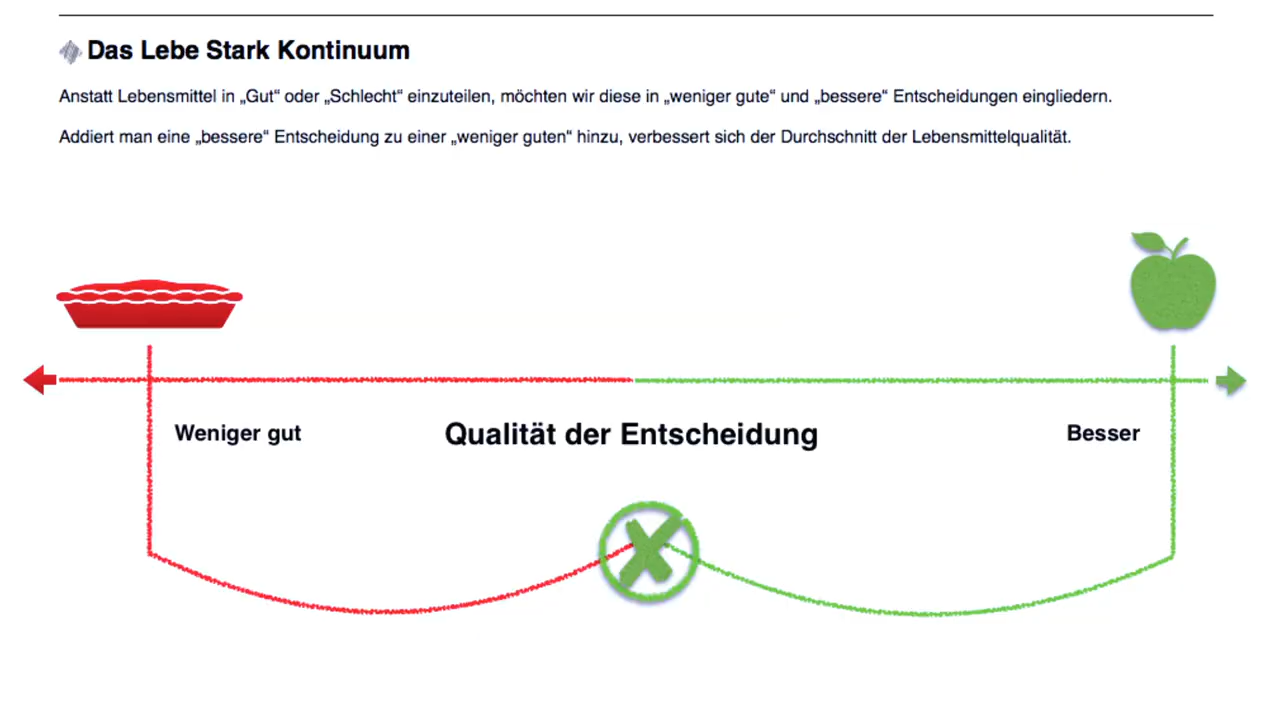 Das Lebe Stark Kontinuum
Anstatt Lebensmittel in „Gut“ oder „Schlecht“ einzuteilen, möchten wir diese in „weniger gute“ und „bessere“ Entscheidungen eingliedern.
Addiert man eine „bessere“ Entscheidung zu einer „weniger guten“ hinzu, verbessert sich der Durchschnitt der Lebensmittelqualität.
Weniger gut
Qualität der Entscheidung
Besser